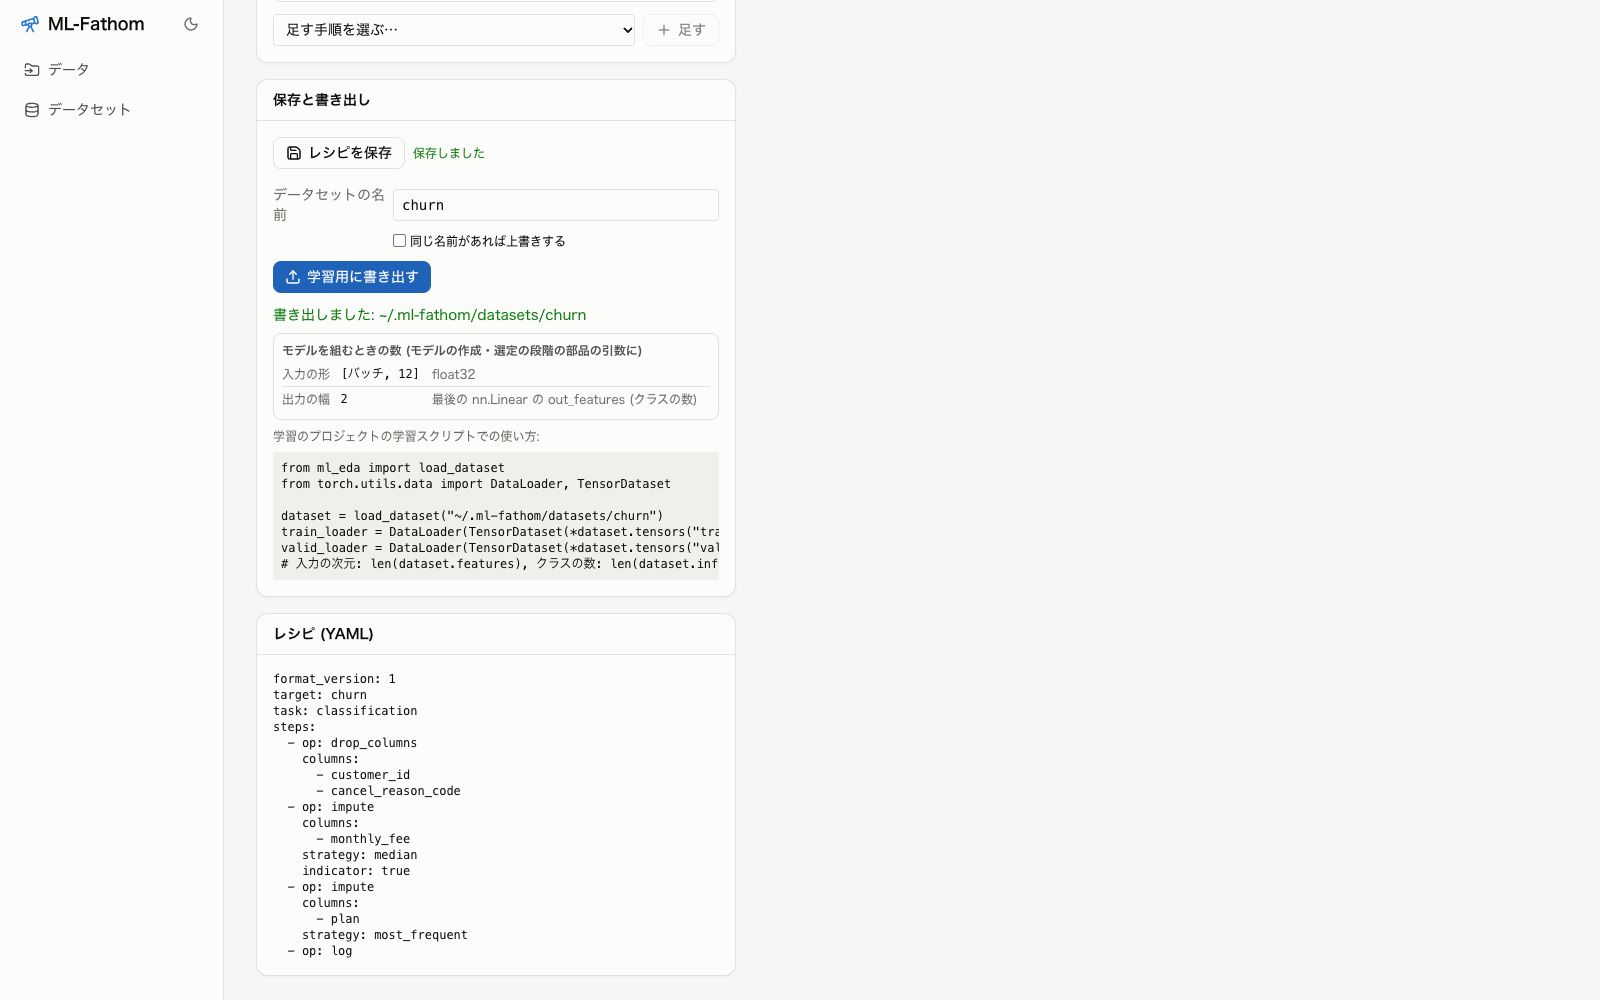 ML-Fathom
データ
データセット
足す手順を選ぶ…
足す
保存と書き出し
レシピを保存
保存しました
データセットの名
前
churn
同じ名前があれば上書きする
学習用に書き出す
書き出しました: ~/.ml-fathom/datasets/churn
モデルを組むときの数 (モデルの作成・選定の段階の部品の引数に)
入力の形 [バッチ, 12] float32
出力の幅 2 最後の nn.Linear の out_features (クラスの数)
学習のプロジェクトの学習スクリプトでの使い方:
from ml_eda import load_dataset
from torch.utils.data import DataLoader, TensorDataset
dataset = load_dataset("~/.ml-fathom/datasets/churn")
train_loader = DataLoader(TensorDataset(*dataset.tensors("tra
valid_loader = DataLoader(TensorDataset(*dataset.tensors("val
# 入力の次元: len(dataset.features), クラスの数: len(dataset.inf
レシピ (YAML)
format_version: 1
target: churn
task: classification
steps:
- op: drop_columns
columns:
- customer_id
- cancel_reason_code
- op: impute
columns:
- monthly_fee
strategy: median
indicator: true
- op: impute
columns:
- plan
strategy: most_frequent
- op: log